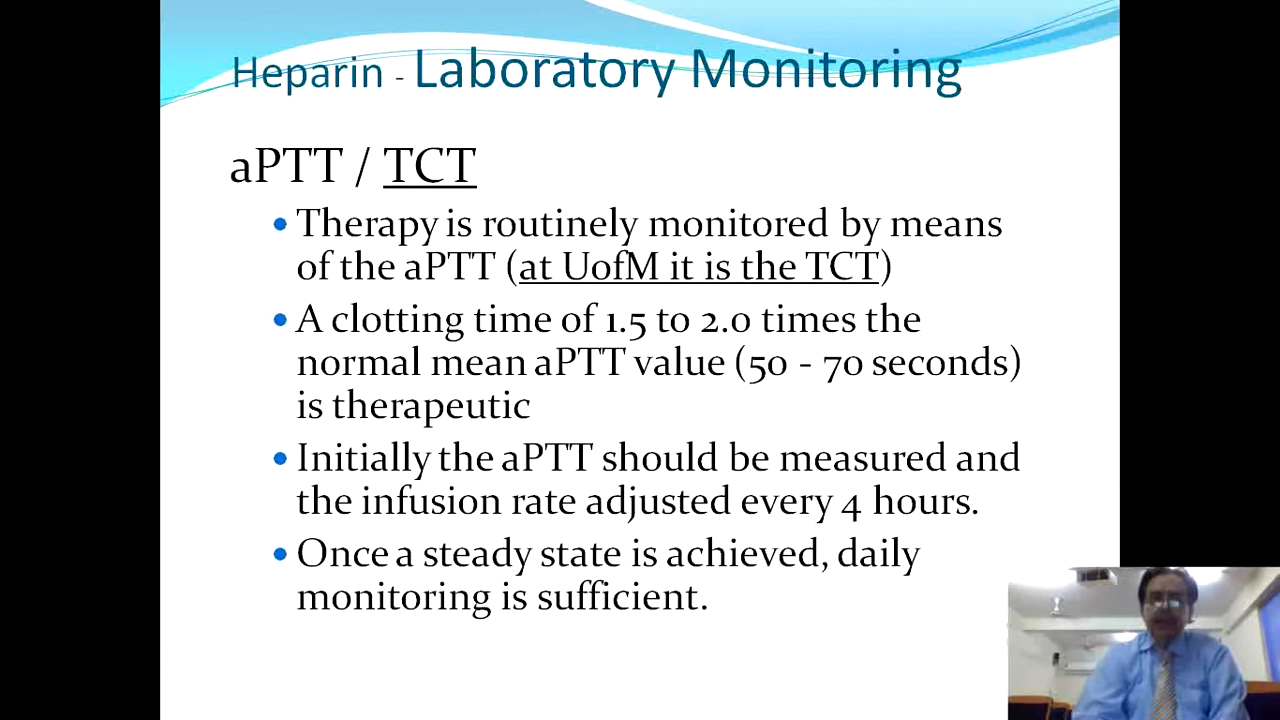 Heparin - Laboratory Monitoring
aPTT / TCT
• Therapy is routinely monitored by means
of the aPTT (at UofM it is the TCT)
• A clotting time of 1.5 to 2.0 times the
normal mean aPTT value (50 - 70 seconds)
is therapeutic
• Initially the aPTT should be measured and
the infusion rate adjusted every 4 hours.
• Once a steady state is achieved, daily
monitoring is sufficient.